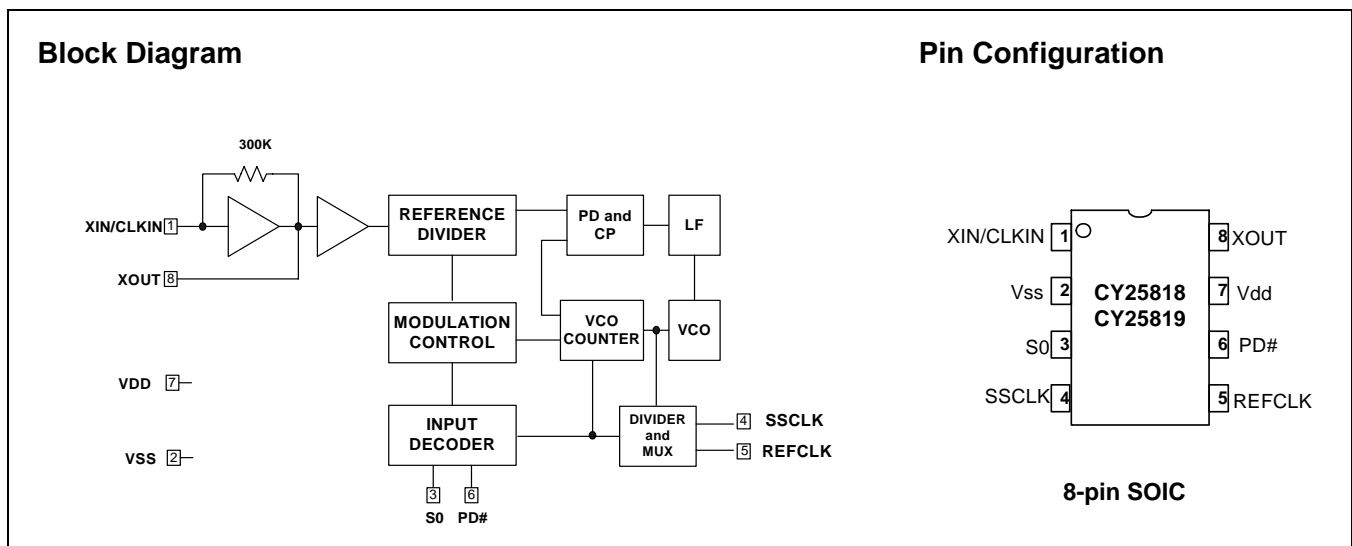 Block Diagram
Pin Configuration
300K
XIN/CLKIN 1
XOUT 8
REFERENCE
DIVIDER
PD and
CP
LF
MODULATION
CONTROL
VCO
COUNTER
VCO
VDD 7
VSS 2
INPUT
DECODER
DIVIDER
and
MUX
4 SSCLK
5 REFCLK
3
6
S0 PD#
XIN/CLKIN 1
8 XOUT
Vss 2
7 Vdd
CY25818
CY25819
S0 3
6 PD#
SSCLK 4
5 REFCLK
8-pin SOIC